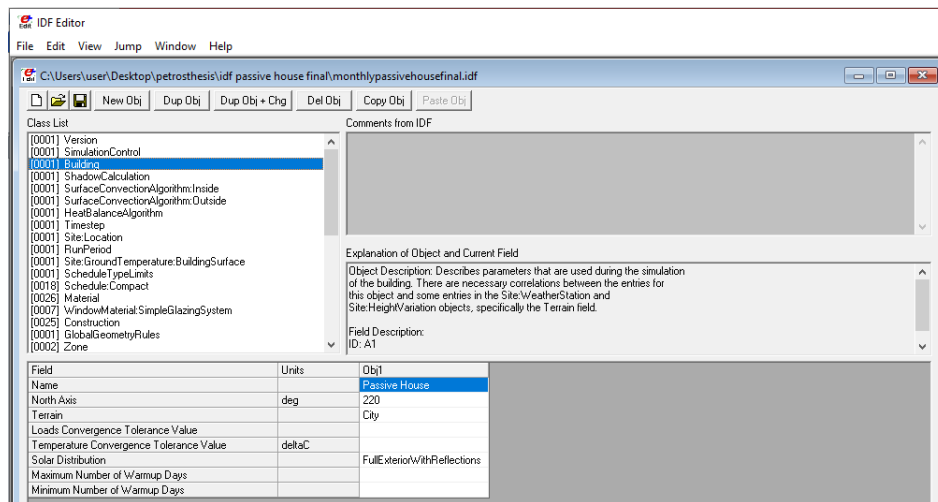 IDF Editor
File Edit View Jump Window Help
C:\Users\user\Desktop\petrosthesis\idf passive house final\monthlypassivehousefinal.idf
New Obj Dup Obj Dup Obj + Chg Del Obj Copy Obj Paste Obj
Class List
[0001] Version
[0001] SimulationControl
[0001] Building
[0001] ShadowCalculation
[0001] SurfaceConvectionAlgorithm:Inside
[0001] SurfaceConvectionAlgorithm:Outside
[0001] HeatBalanceAlgorithm
[0001] Timestep
[0001] Site:Location
[0001] RunPeriod
[0001] Site:GroundTemperature:BuildingSurface
[0001] ScheduleTypeLimits
[0018] Schedule:Compact
[0026] Material
[0007] WindowMaterial:SimpleGlazingSystem
[0025] Construction
[0001] GlobalGeometryRules
[0002] Zone
Comments from IDF
Explanation of Object and Current Field
Object Description: Describes parameters that are used during the simulation
of the building. There are necessary correlations between the entries for
this object and some entries in the Site:WeatherStation and
Site:HeightVariation objects, specifically the Terrain field.
Field Description:
ID: A1
Field Units Obj1
Name Passive House
North Axis deg 220
Terrain City
Loads Convergence Tolerance Value
Temperature Convergence Tolerance Value deltaC
Solar Distribution FullExteriorWithReflections
Maximum Number of Warmup Days
Minimum Number of Warmup Days